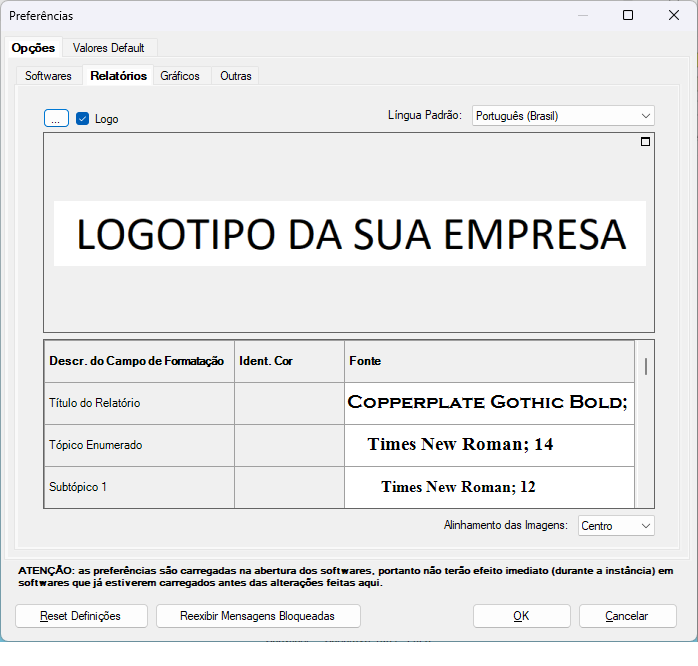 Preferências
Opções Valores Default
Softwares Relatórios Gráficos Outras
... Logo Língua Padrão: Português (Brasil)
LOGOTIPO DA SUA EMPRESA
Descr. do Campo de Formatação Ident. Cor Fonte
Título do Relatório Copperplate Gothic Bold;
Tópico Enumerado Times New Roman; 14
Subtópico 1 Times New Roman; 12
Alinhamento das Imagens: Centro
ATENÇÃO: as preferências são carregadas na abertura dos softwares, portanto não terão efeito imediato (durante a instância) em
softwares que já estiverem carregados antes das alterações feitas aqui.
Reset Definições Reexibir Mensagens Bloqueadas OK Cancelar